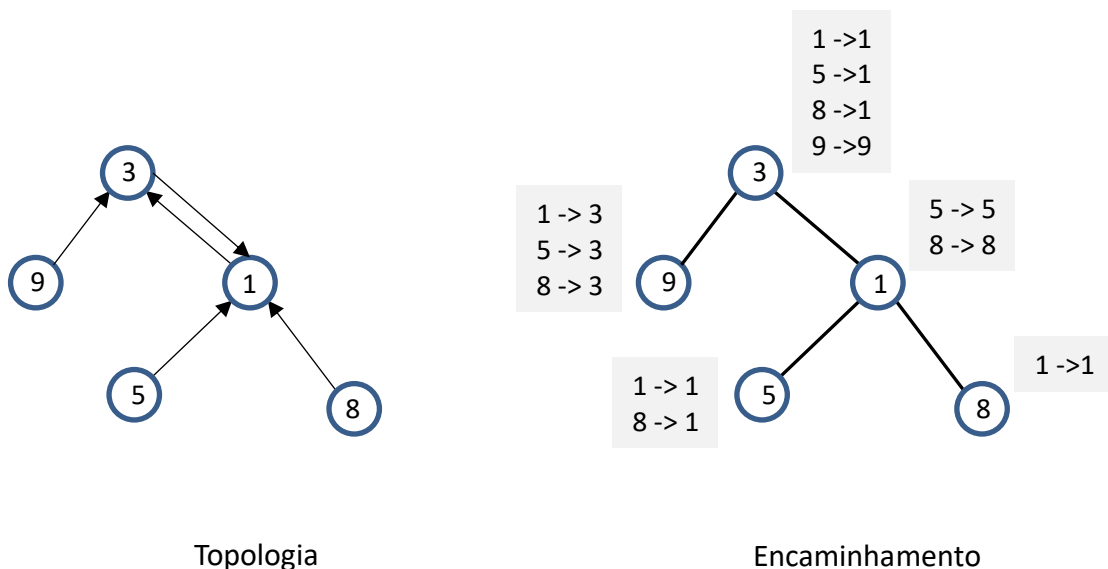 3
9
1
5
8
Topologia
1 ->1
5 ->1
8 ->1
9 ->9
3
1 -> 3
5 -> 3
8 -> 3
5 -> 5
8 -> 8
9
1
1 -> 1
8 -> 1
5
8
1 ->1
Encaminhamento